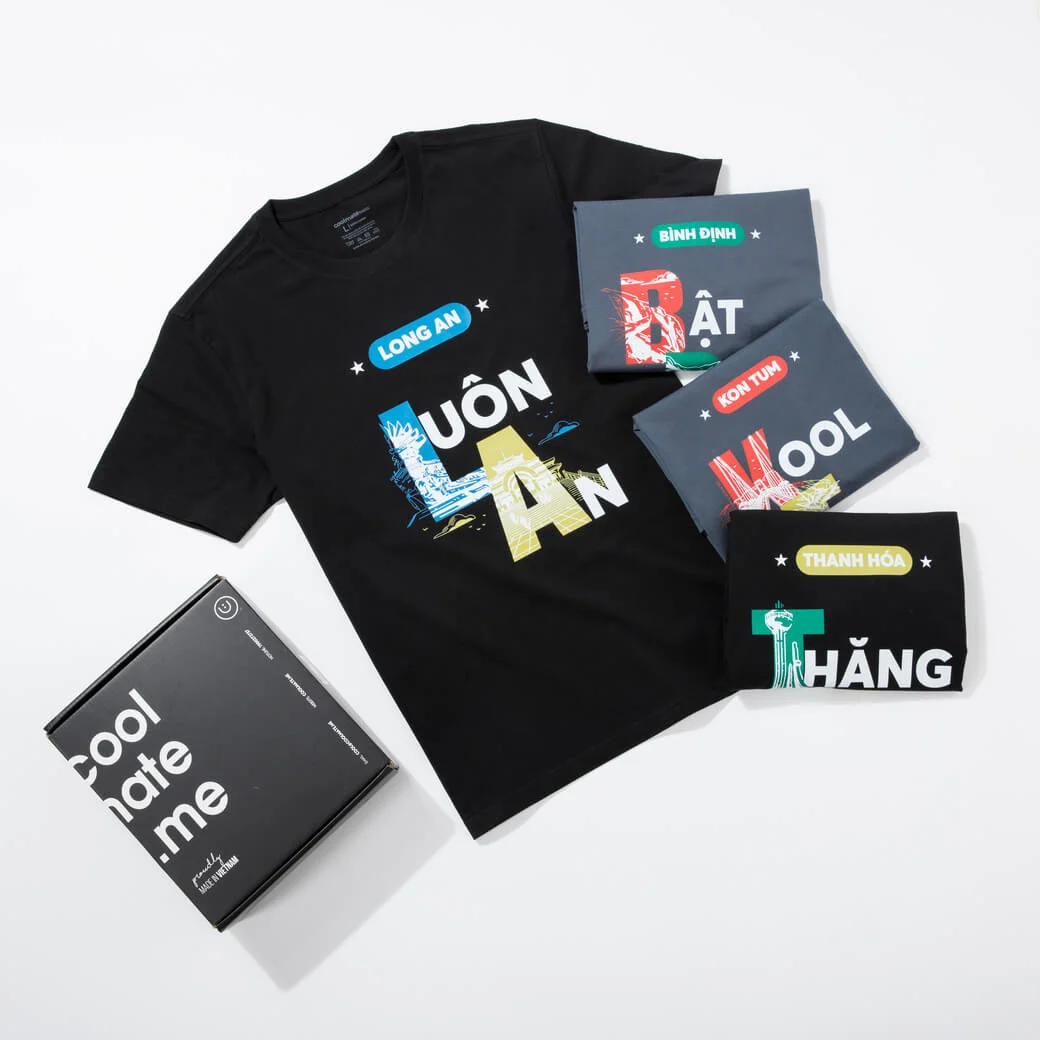 coolmate
L
LONG AN
LUÔN
AN
BÌNH ĐỊNH
BẬT
KON TUM
KOOL
THANH HÓA
THĂNG
cool
mate
.me
proudly
MADE IN VIETNAM